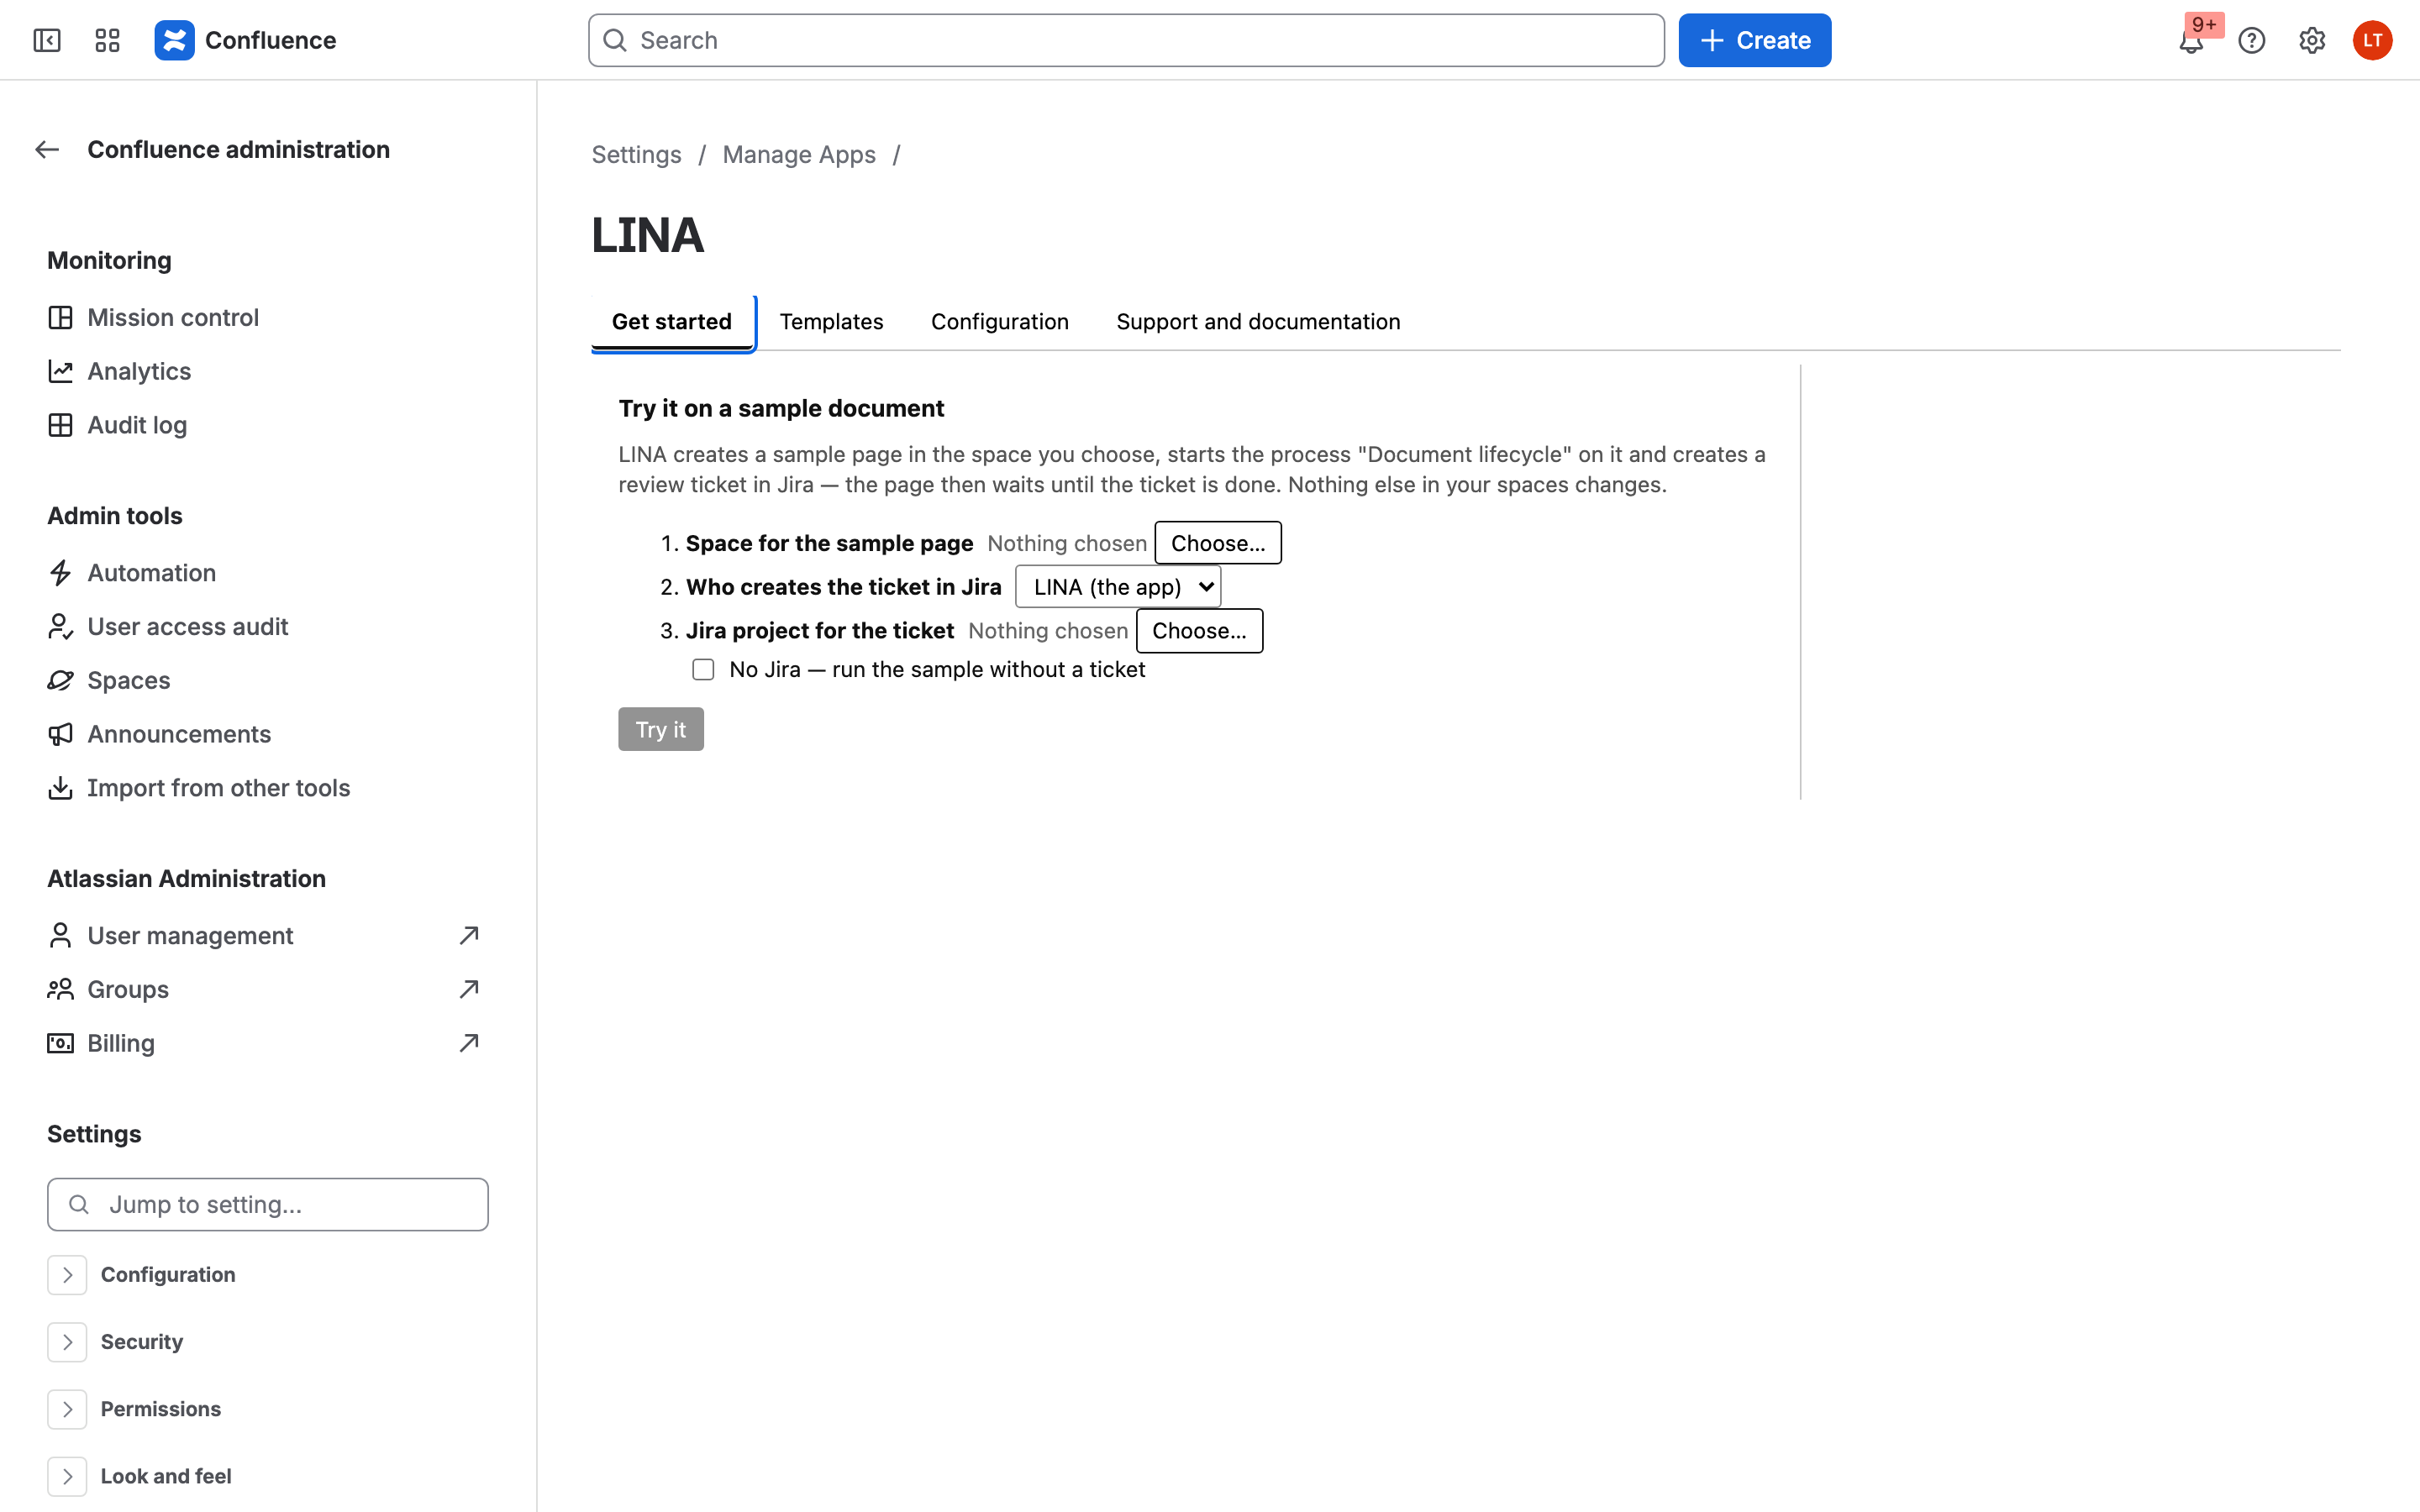 Confluence
Search
Create
9+
LT
Confluence administration
Monitoring
Mission control
Analytics
Audit log
Admin tools
Automation
User access audit
Spaces
Announcements
Import from other tools
Atlassian Administration
User management
Groups
Billing
Settings
Jump to setting...
Configuration
Security
Permissions
Look and feel
Settings / Manage Apps /
LINA
Get started Templates Configuration Support and documentation
Try it on a sample document
LINA creates a sample page in the space you choose, starts the process "Document lifecycle" on it and creates a
review ticket in Jira — the page then waits until the ticket is done. Nothing else in your spaces changes.
1. Space for the sample page Nothing chosen Choose...
2. Who creates the ticket in Jira LINA (the app)
3. Jira project for the ticket Nothing chosen Choose...
No Jira — run the sample without a ticket
Try it